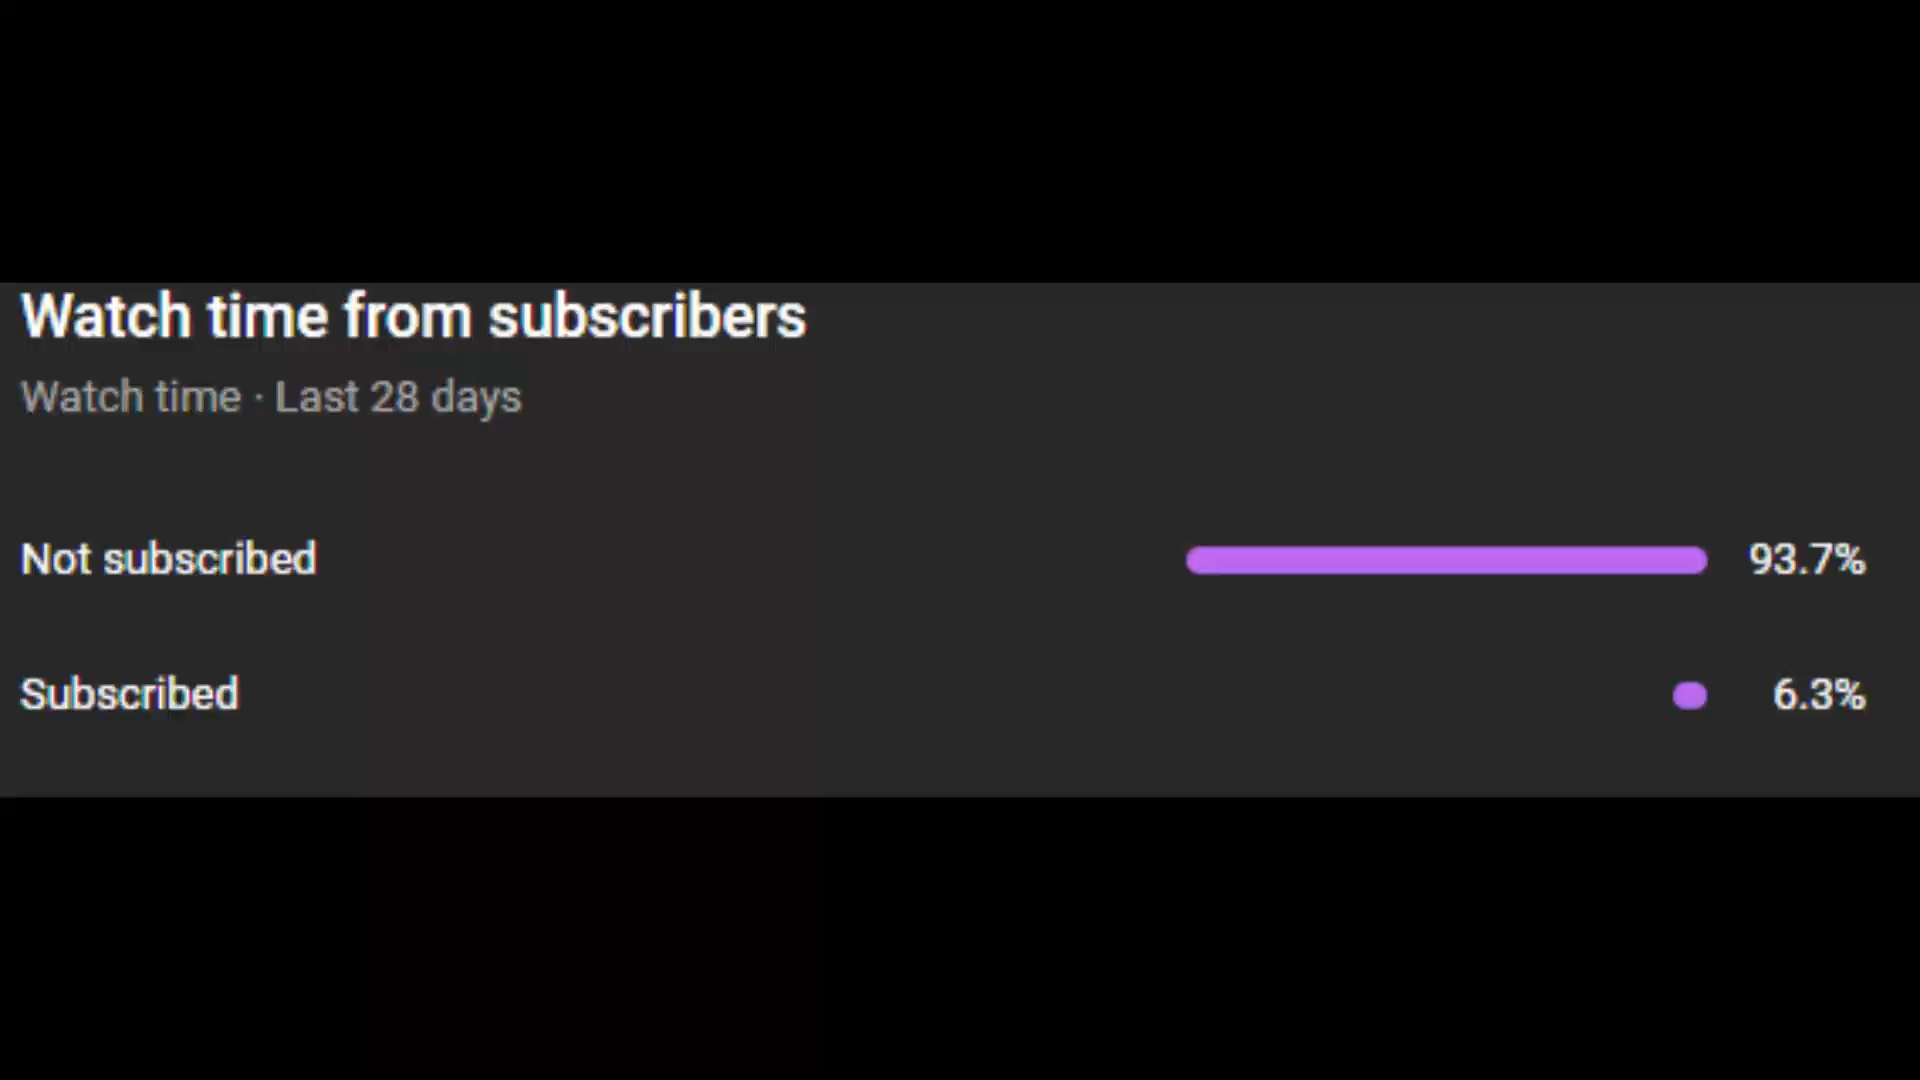 Watch time from subscribers
Watch time · Last 28 days
Not subscribed 93.7%
Subscribed 6.3%